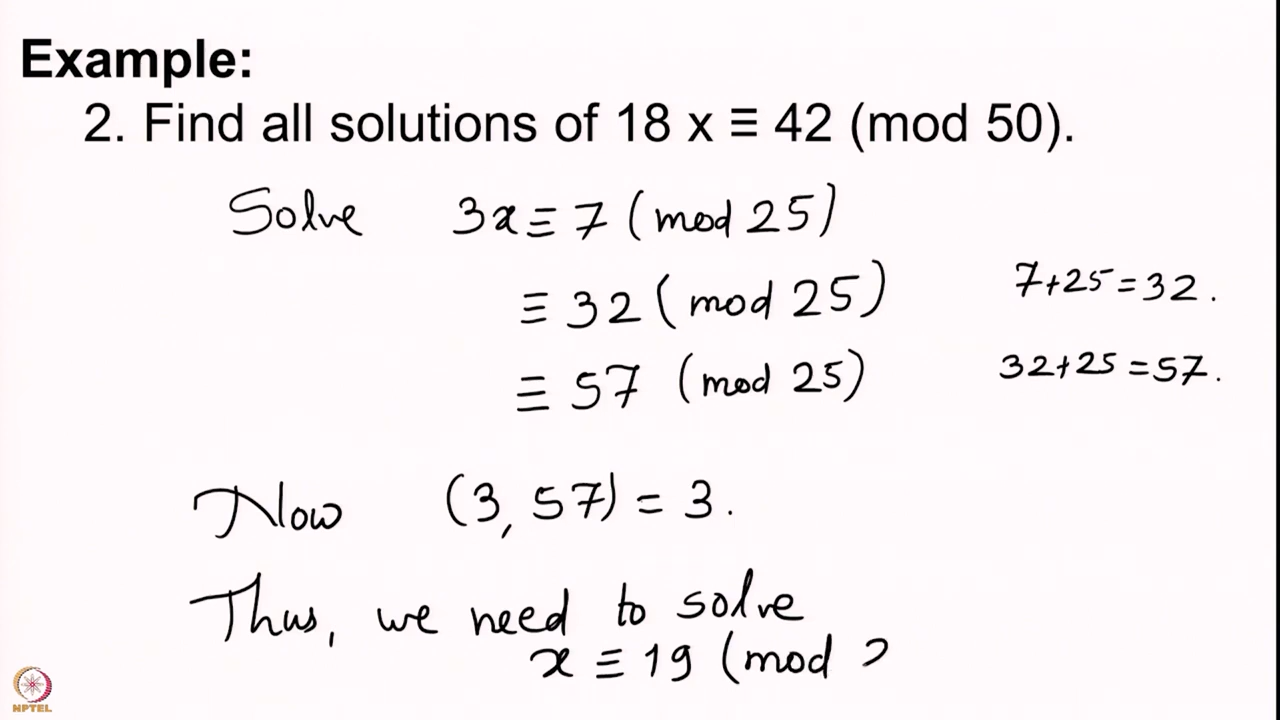 Example:
2. Find all solutions of 18 x ≡ 42 (mod 50).
Solve 3x ≡ 7 (mod 25)
≡ 32 (mod 25) 7+25 = 32.
≡ 57 (mod 25) 32+25 = 57.
Now (3, 57) = 3.
Thus, we need to solve
x ≡ 19 (mod
NPTEL